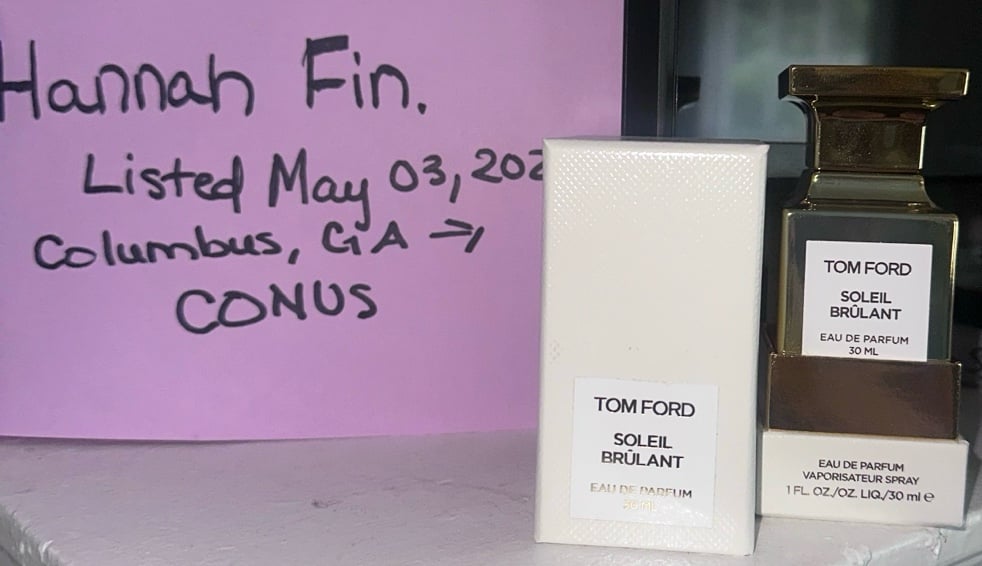 Hannah Fin.
Listed May 03, 202
Columbus, GA →
CONUS
TOM FORD
SOLEIL
BRÛLANT
EAU DE PARFUM
30 ML
TOM FORD
SOLEIL
BRÛLANT
EAU DE PARFUM
30 ML
EAU DE PARFUM
VAPORISATEUR SPRAY
1 FL. OZ./OZ. LIQ./30 ml ℮